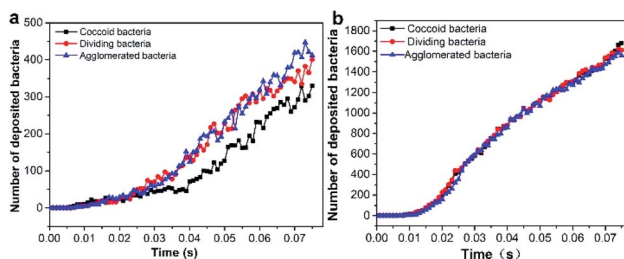 a
Number of deposited bacteria
500
400
300
200
100
0
Coccoid bacteria
Dividing bacteria
Agglomerated bacteria
0.00 0.01 0.02 0.03 0.04 0.05 0.06 0.07
Time (s)
b
Number of deposited bacteria
1800
1600
1400
1200
1000
800
600
400
200
0
Coccoid bacteria
Dividing bacteria
Agglomerated bacteria
0.00 0.01 0.02 0.03 0.04 0.05 0.06 0.07
Time（s）